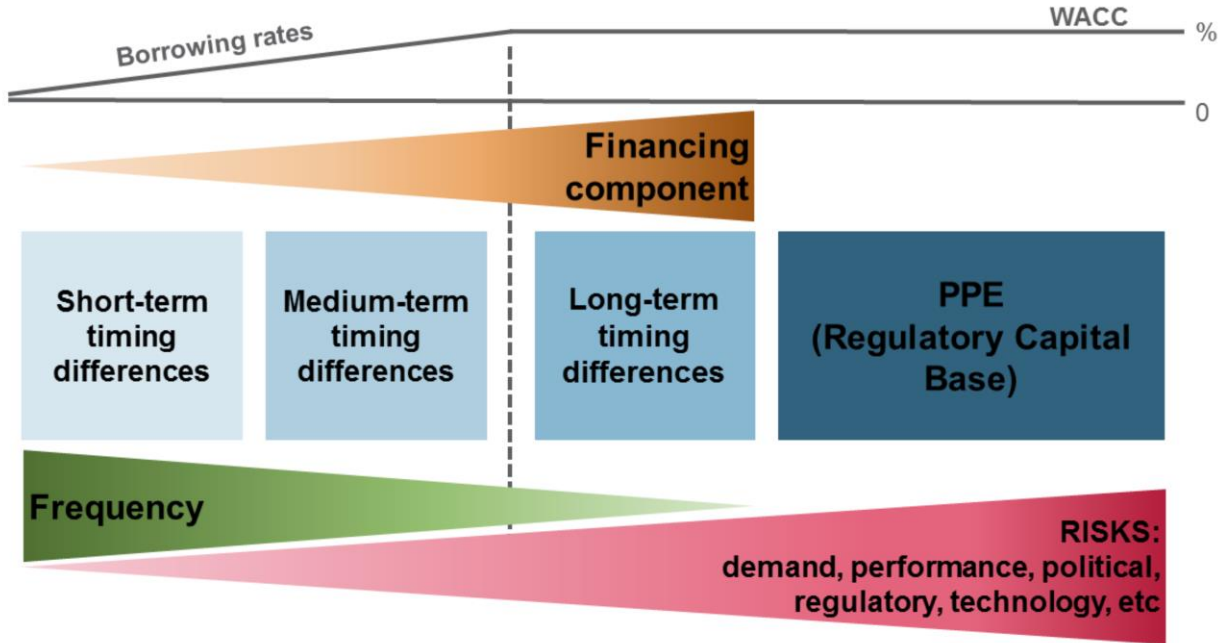 WACC
%
Borrowing rates
0
Financing
component
Short-term
timing
differences
Medium-term
timing
differences
Long-term
timing
differences
PPE
(Regulatory Capital
Base)
Frequency
RISKS:
demand, performance, political,
regulatory, technology, etc